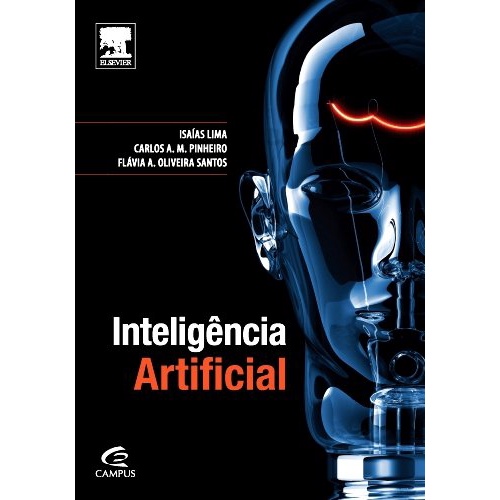 ELSEVIER
ISAÍAS LIMA
CARLOS A. M. PINHEIRO
FLÁVIA A. OLIVEIRA SANTOS
Inteligência
Artificial
CAMPUS